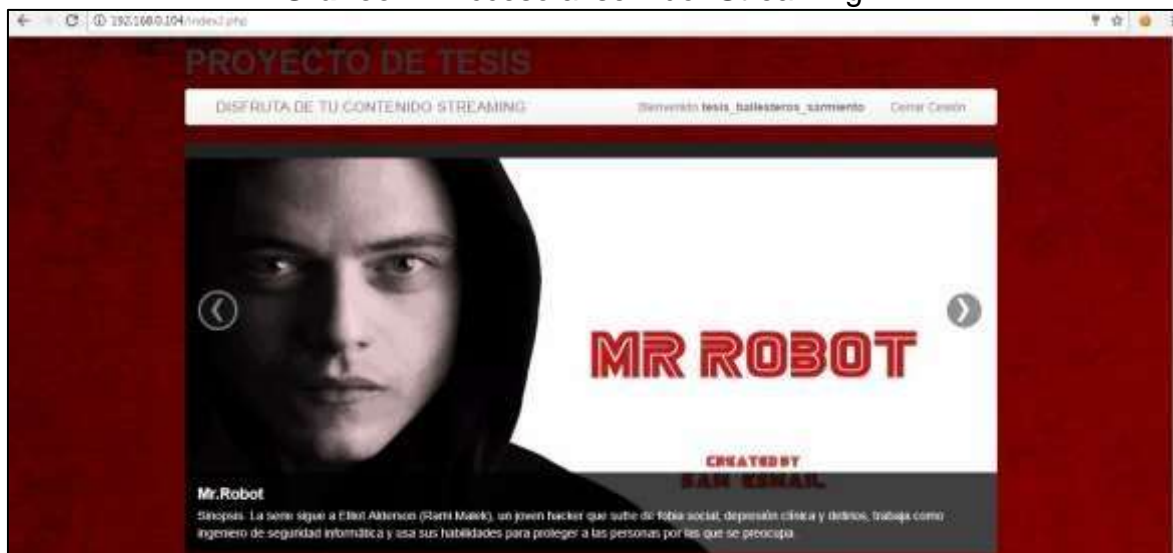 192.168.0.104/index2.php
PROYECTO DE TESIS
DISFRUTA DE TU CONTENIDO STREAMING
Bienvenido tesis_ballesteros_sarmiento
Cerrar Cesión
MR ROBOT
CREATED BY
SAM ESMAIL
Mr.Robot
Sinopsis: La serie sigue a Elliot Alderson (Rami Malek), un joven hacker que sufre de fobia social, depresión clínica y delirios, trabaja como
ingeniero de seguridad informática y usa sus habilidades para proteger a las personas por las que se preocupa.